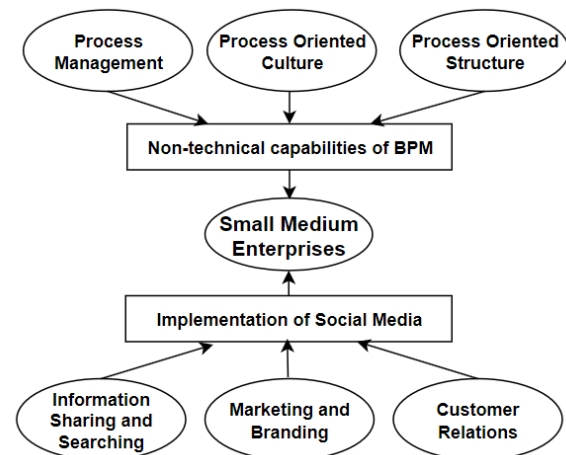 Process
Management
Process Oriented
Culture
Process Oriented
Structure
Non-technical capabilities of BPM
Small Medium
Enterprises
Implementation of Social Media
Information
Sharing and
Searching
Marketing and
Branding
Customer
Relations